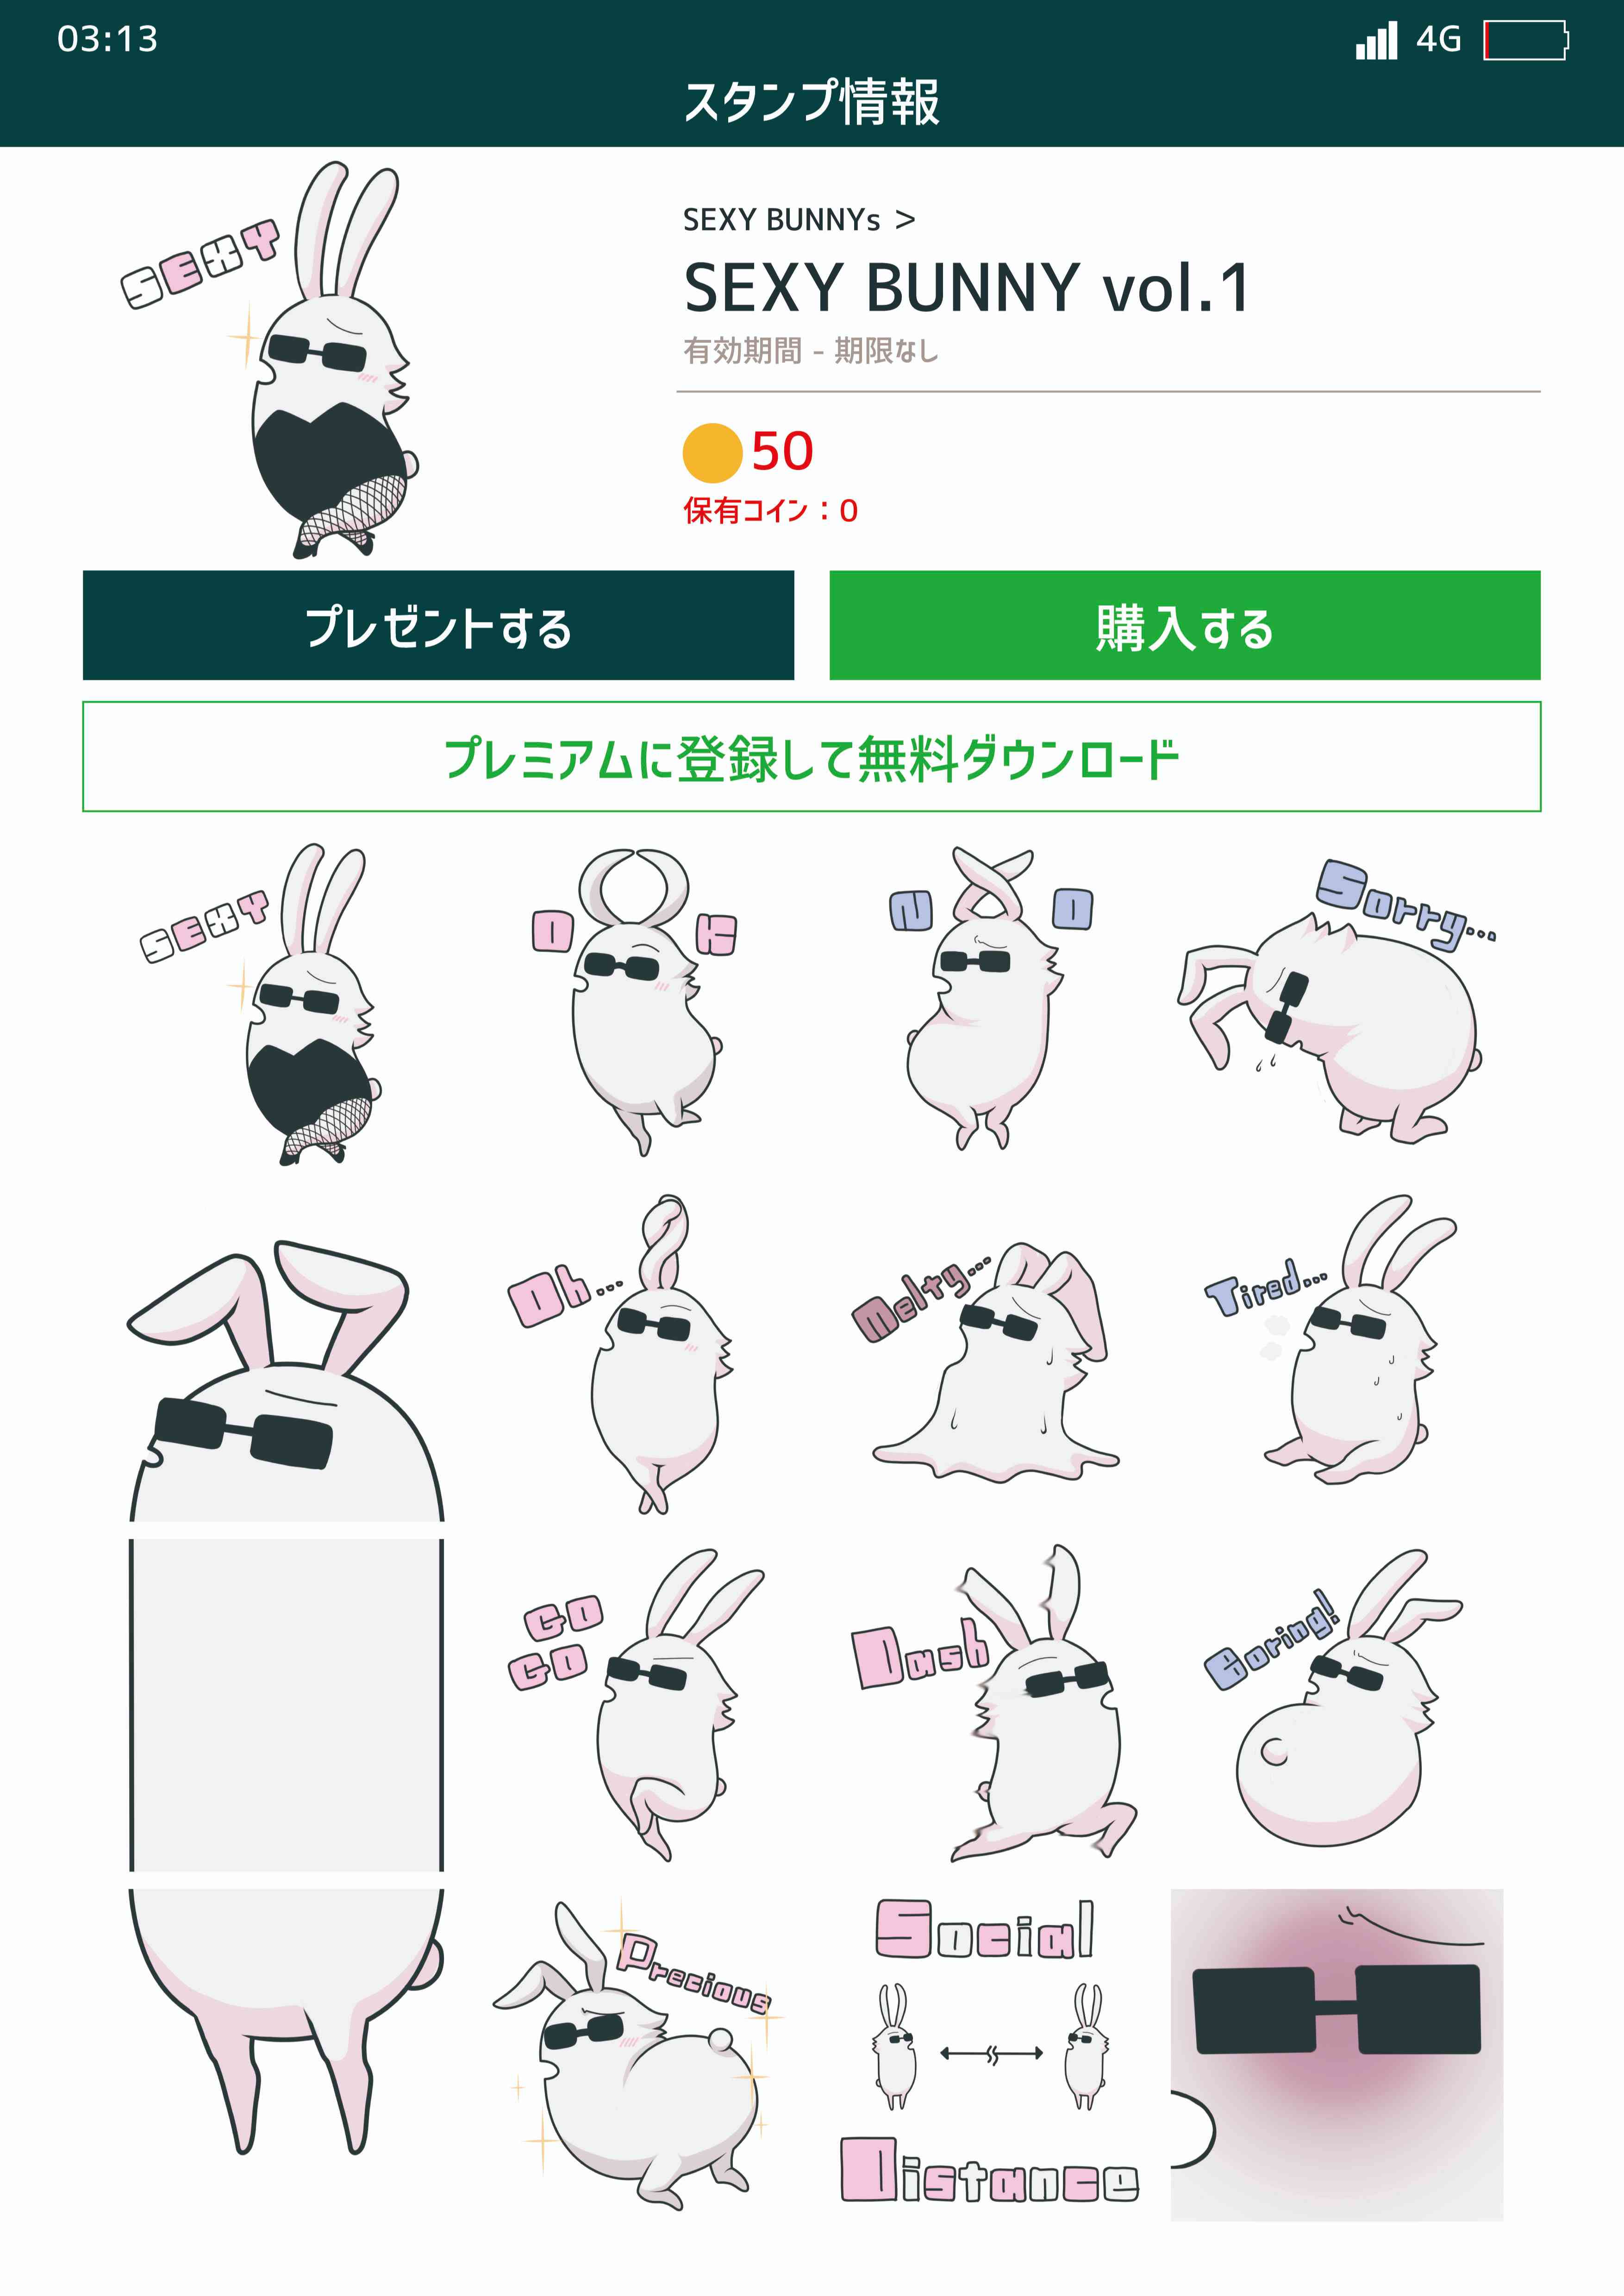 03:13
4G
スタンプ情報
SEXY
SEXY BUNNYs >
SEXY BUNNY vol.1
有効期間 - 期限なし
50
保有コイン：0
プレゼントする
購入する
プレミアムに登録して無料ダウンロード
SEXY
OK
NO
Sorry...
Oh...
Melty...
Tired...
GO
GO
Dash
Boring!
Precious
Social
Distance